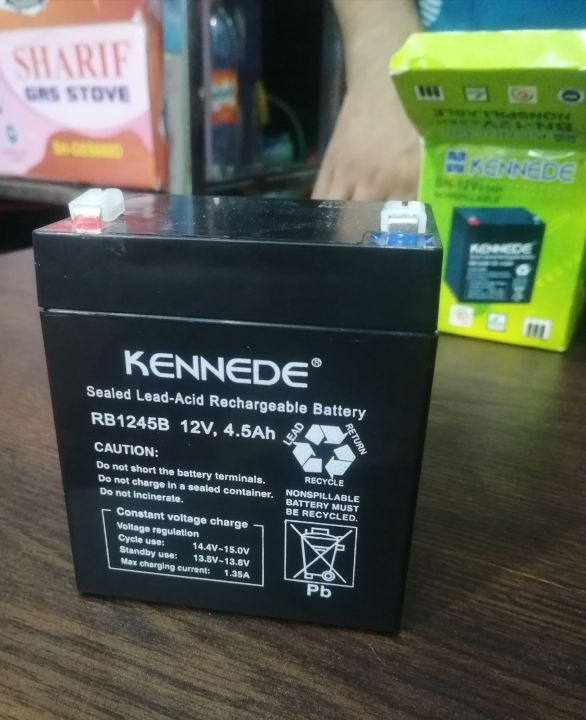 SHARIF
GAS STOVE
NONSPILLABLE
KENNEDE
NONSPILLABLE
KENNEDE
KENNEDE®
Sealed Lead-Acid Rechargeable Battery
RB1245B 12V, 4.5Ah
CAUTION:
Do not short the battery terminals.
Do not charge in a sealed container.
Do not incinerate.
Constant voltage charge
Voltage regulation
Cycle use: 14.4V~15.0V
Standby use: 13.5V~13.8V
Max charging current: 1.35A
LEAD
RETURN
RECYCLE
NONSPILLABLE
BATTERY MUST
BE RECYCLED.
Pb